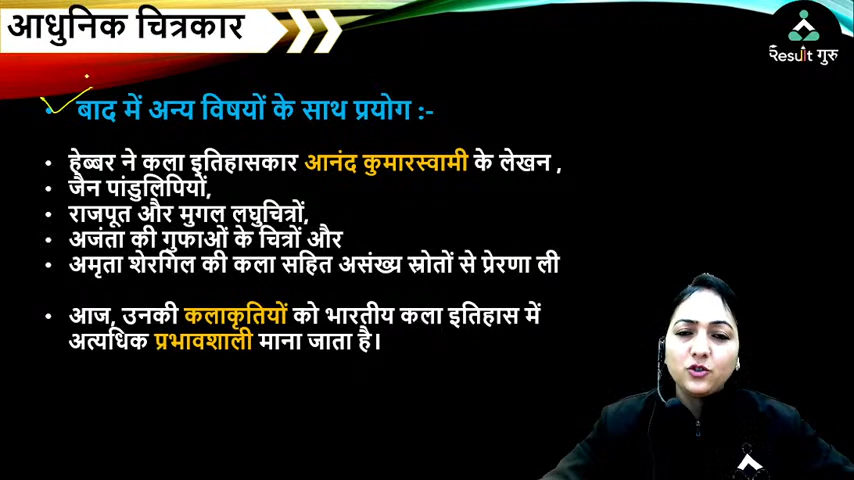 आधुनिक चित्रकार
Result गुरु
• बाद में अन्य विषयों के साथ प्रयोग :-
• हेब्बर ने कला इतिहासकार आनंद कुमारस्वामी के लेखन ,
• जैन पांडुलिपियों,
• राजपूत और मुगल लघुचित्रों,
• अजंता की गुफाओं के चित्रों और
• अमृता शेरगिल की कला सहित असंख्य स्रोतों से प्रेरणा ली
• आज, उनकी कलाकृतियों को भारतीय कला इतिहास में
अत्यधिक प्रभावशाली माना जाता है।